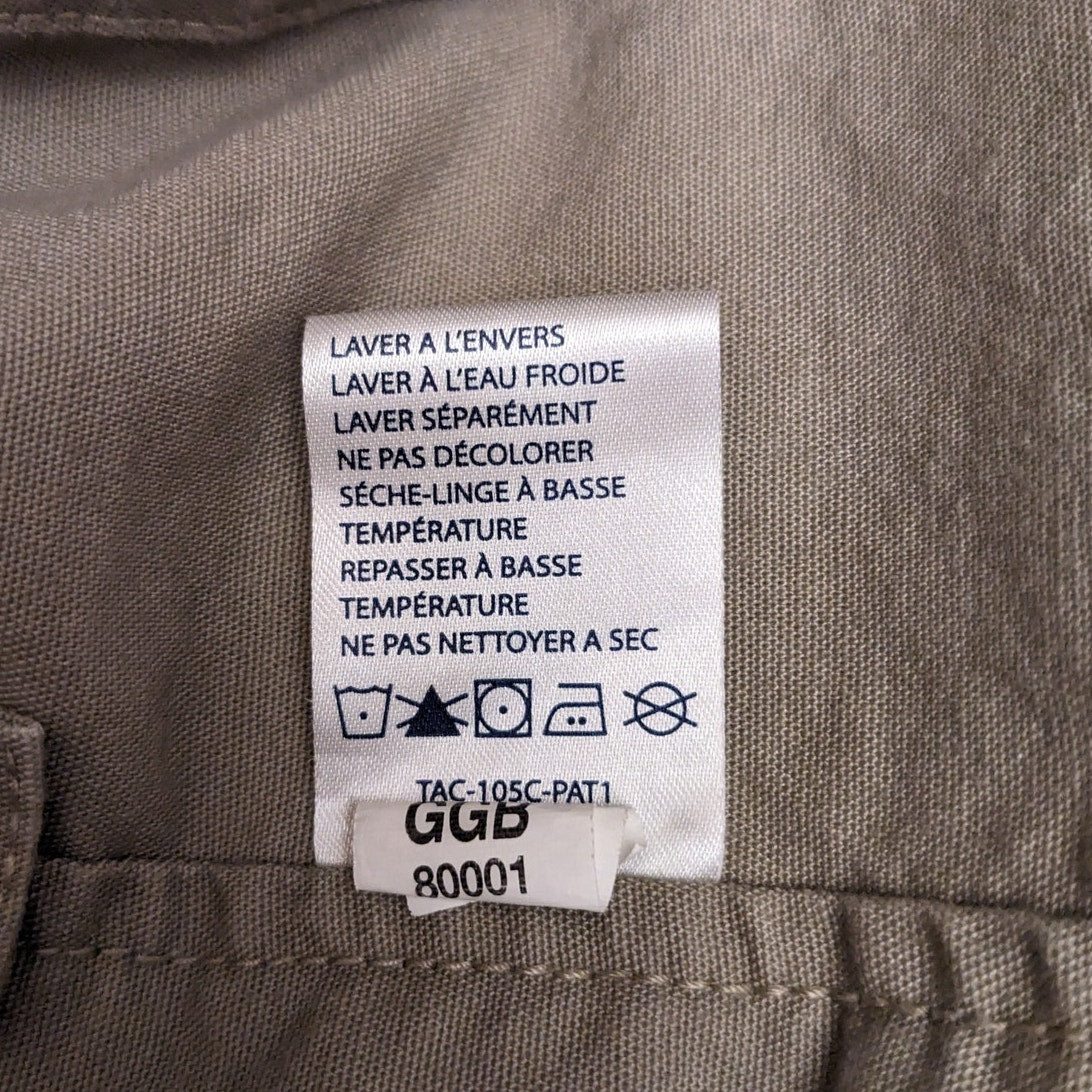 LAVER A L'ENVERS
LAVER À L'EAU FROIDE
LAVER SÉPARÉMENT
NE PAS DÉCOLORER
SÉCHE-LINGE À BASSE
TEMPÉRATURE
REPASSER À BASSE
TEMPÉRATURE
NE PAS NETTOYER A SEC
TAC-105C-PAT1
GGB
80001